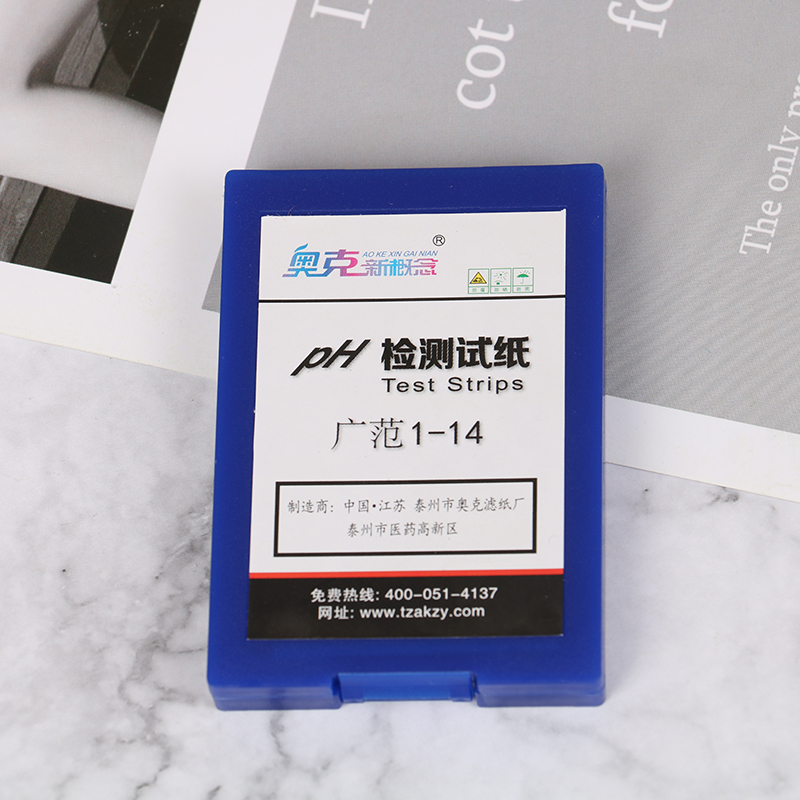 cot
The only
奥克
AO KE XIN GAI NIAN
新概念
®
pH 检测试纸
Test Strips
广范1-14
制造商：中国·江苏 泰州市奥克滤纸厂
泰州市医药高新区
免费热线: 400-051-4137
网址: www.tzakzy.com